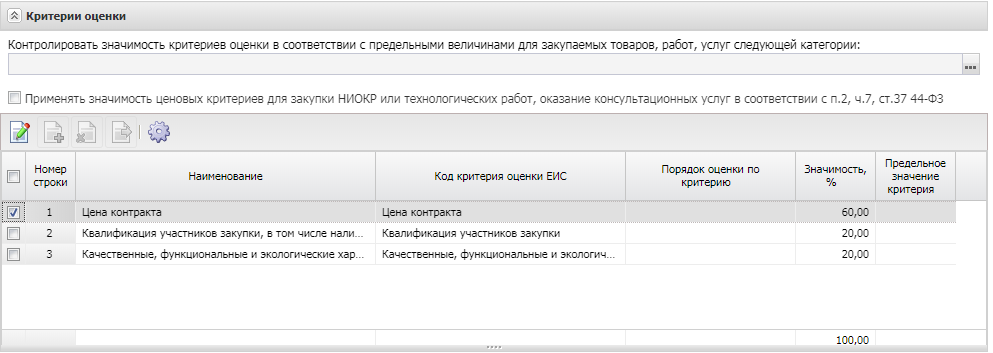 Критерии оценки
Контролировать значимость критериев оценки в соответствии с предельными величинами для закупаемых товаров, работ, услуг следующей категории:
...
Применять значимость ценовых критериев для закупки НИОКР или технологических работ, оказание консультационных услуг в соответствии с п.2, ч.7, ст.37 44-ФЗ
Номер строки Наименование Код критерия оценки ЕИС Порядок оценки по критерию Значимость, % Предельное значение критерия
1 Цена контракта Цена контракта 60,00
2 Квалификация участников закупки, в том числе нали... Квалификация участников закупки 20,00
3 Качественные, функциональные и экологические хар... Качественные, функциональные и экологич... 20,00
100,00